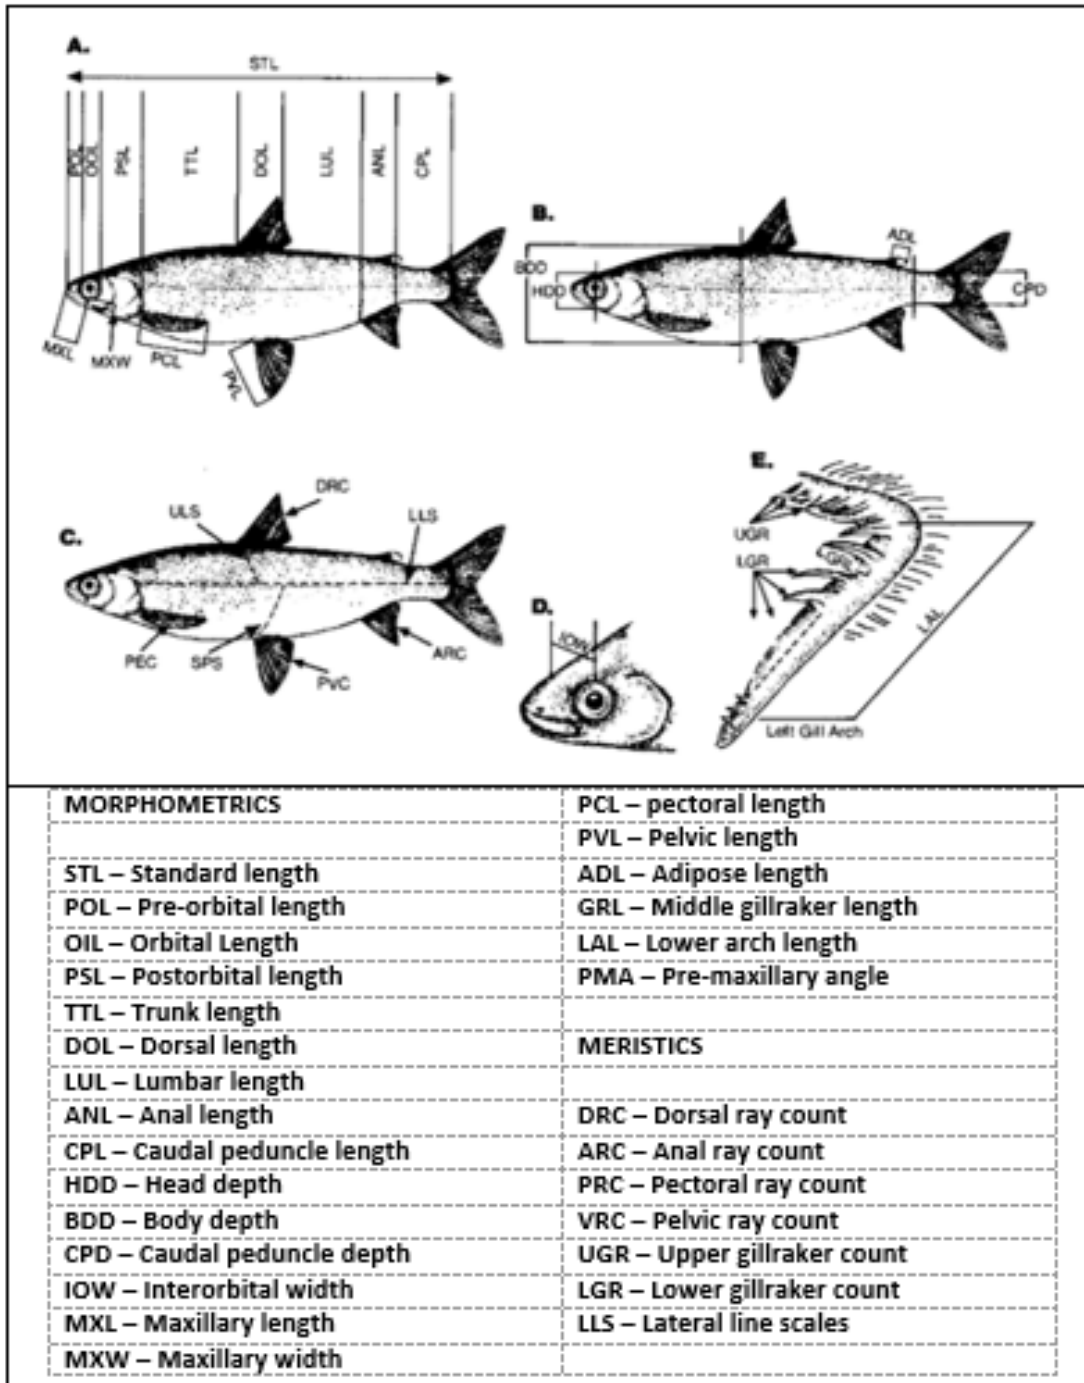 A.
STL
POL OOL PSL TTL DOL LUL ANL CPL
MXL MXW PCL PVL
B.
BDD
HDD
ADL
CPD
C.
ULS
DRC
LLS
PEC
SPS
PVC
ARC
D.
IOW
E.
UGR
LGR
GRL
LAL
Left Gill Arch
MORPHOMETRICS PCL – pectoral length
PVL – Pelvic length
STL – Standard length ADL – Adipose length
POL – Pre-orbital length GRL – Middle gillraker length
OIL – Orbital Length LAL – Lower arch length
PSL – Postorbital length PMA – Pre-maxillary angle
TTL – Trunk length
DOL – Dorsal length MERISTICS
LUL – Lumbar length
ANL – Anal length DRC – Dorsal ray count
CPL – Caudal peduncle length ARC – Anal ray count
HDD – Head depth PRC – Pectoral ray count
BDD – Body depth VRC – Pelvic ray count
CPD – Caudal peduncle depth UGR – Upper gillraker count
IOW – Interorbital width LGR – Lower gillraker count
MXL – Maxillary length LLS – Lateral line scales
MXW – Maxillary width